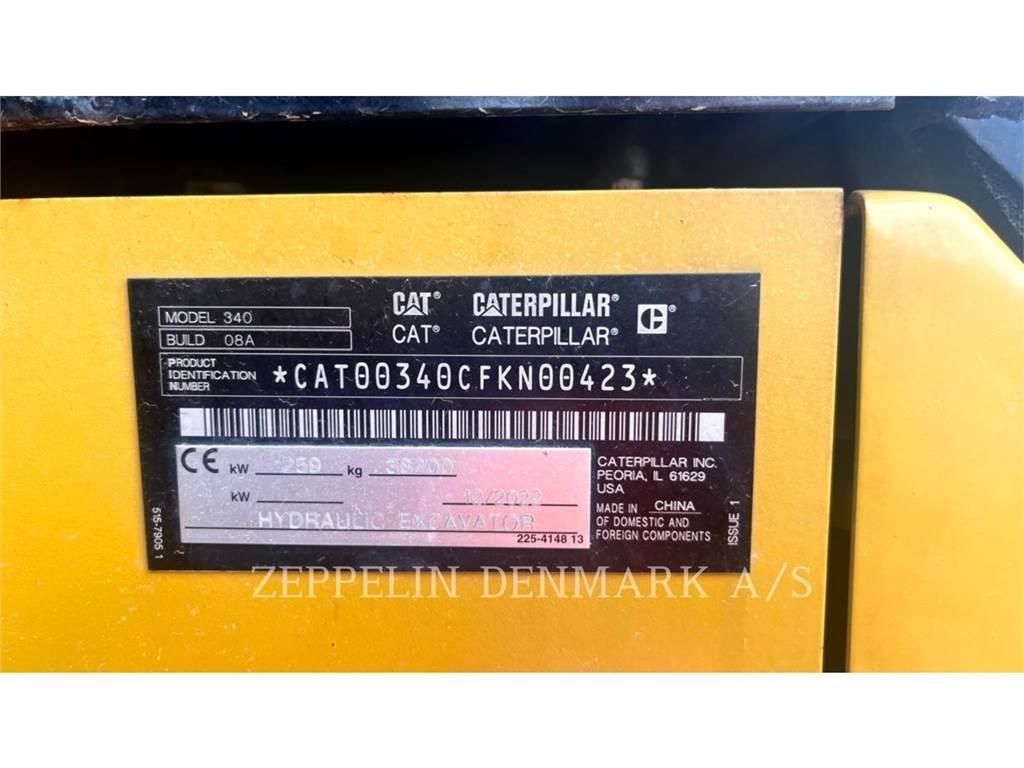 MODEL 340
BUILD 08A
CAT® CATERPILLAR® C®
CAT® CATERPILLAR®
PRODUCT IDENTIFICATION NUMBER *CAT00340CFKN00423*
CE kW 259 kg 38200
kW 12/2022
HYDRAULIC EXCAVATOR
225-4148 13
CATERPILLAR INC.
PEORIA, IL 61629
USA
MADE IN CHINA
OF DOMESTIC AND
FOREIGN COMPONENTS
ISSUE 1
515-7905 1
ZEPPELIN DENMARK A/S